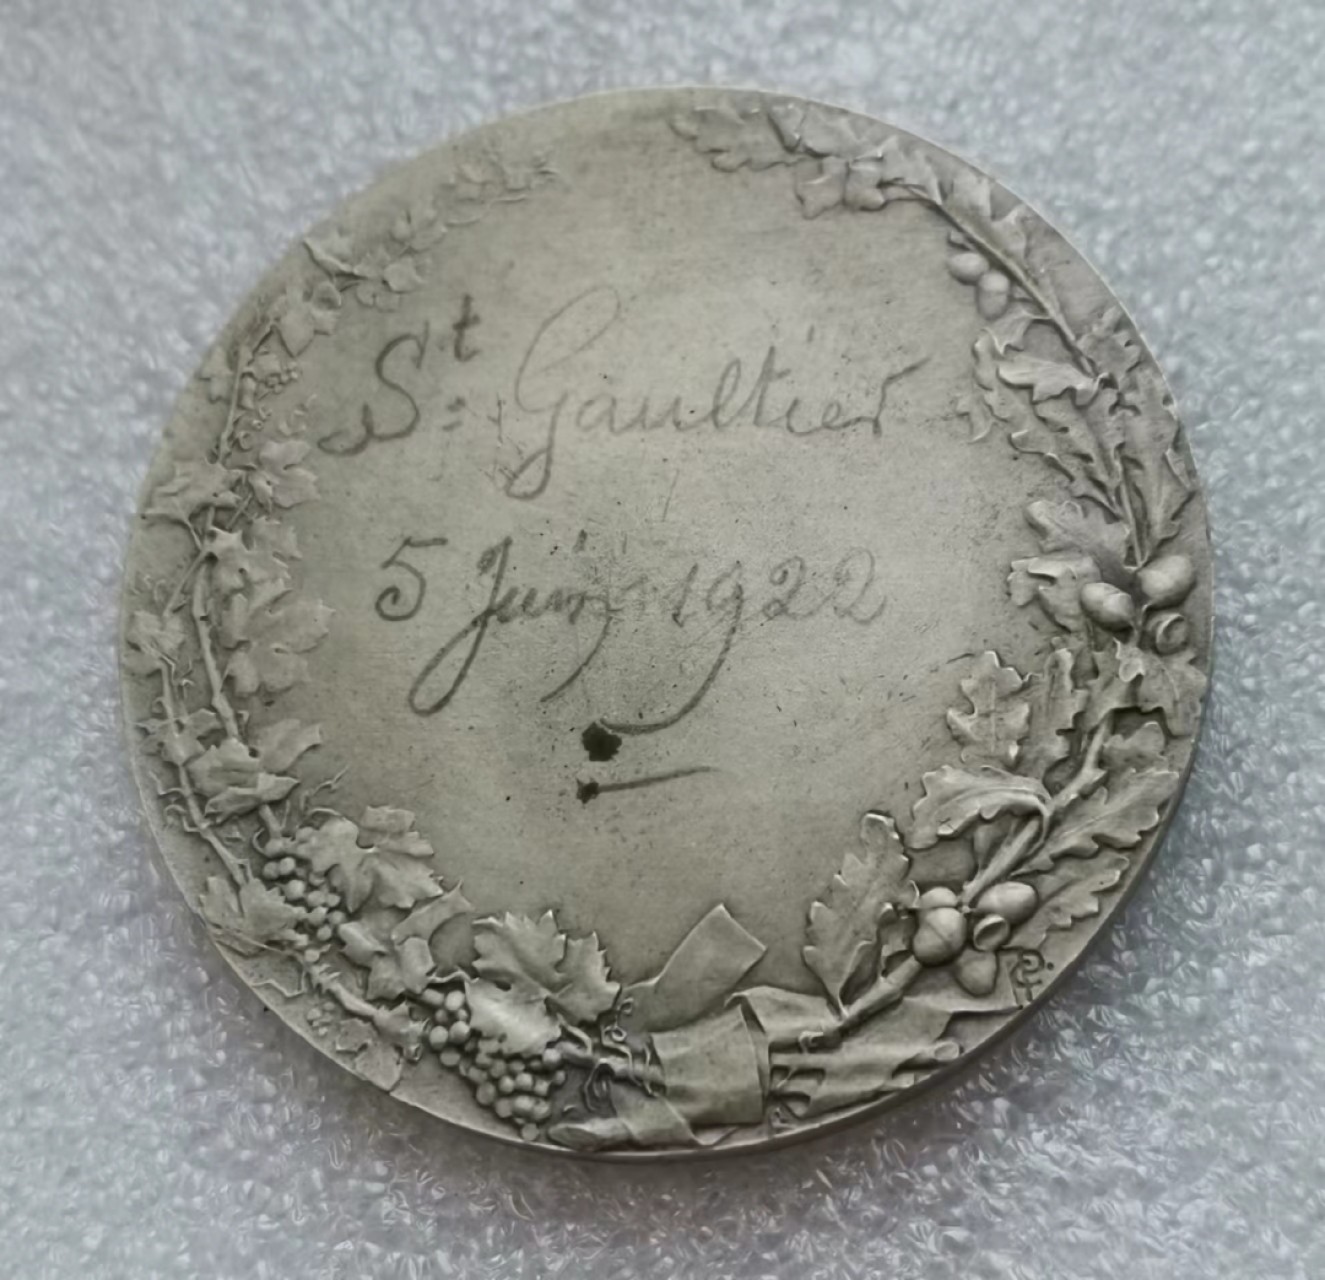 St. Gaultier
5 Juin 1922